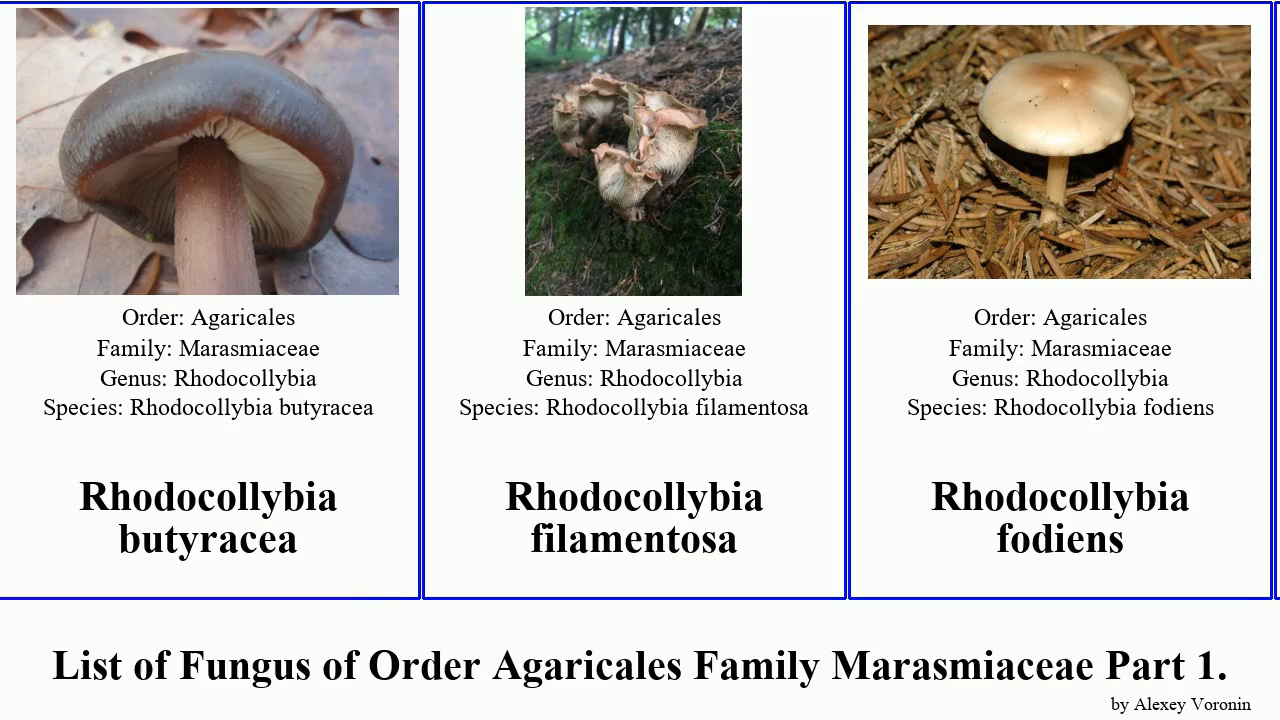 Order: Agaricales
Family: Marasmiaceae
Genus: Rhodocollybia
Species: Rhodocollybia butyracea
Rhodocollybia
butyracea
Order: Agaricales
Family: Marasmiaceae
Genus: Rhodocollybia
Species: Rhodocollybia filamentosa
Rhodocollybia
filamentosa
Order: Agaricales
Family: Marasmiaceae
Genus: Rhodocollybia
Species: Rhodocollybia fodiens
Rhodocollybia
fodiens
List of Fungus of Order Agaricales Family Marasmiaceae Part 1.
by Alexey Voronin